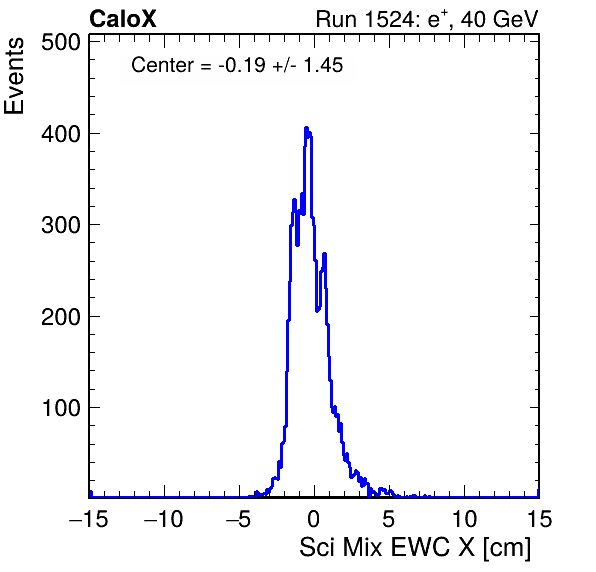 CaloX Run 1524: e⁺, 40 GeV
Events
Center = -0.19 +/- 1.45
500
400
300
200
100
−15 −10 −5 0 5 10 15
Sci Mix EWC X [cm]